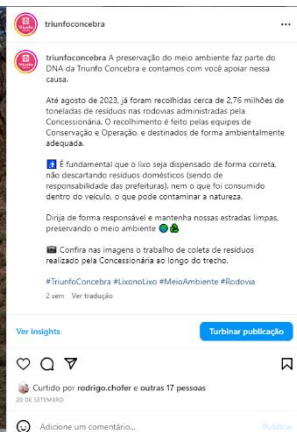 triunfoconcebra
triunfoconcebra A preservação do meio ambiente faz parte do
DNA da Triunfo Concebra e contamos com você apoiar nessa
causa.
Até agosto de 2023, já foram recolhidas cerca de 2,76 milhões de
toneladas de resíduos nas rodovias administradas pela
Concessionária. O recolhimento é feito pelas equipes de
Conservação e Operação, e destinados de forma ambientalmente
adequada.
🚮 É fundamental que o lixo seja dispensado de forma correta,
não descartando resíduos domésticos (sendo de
responsabilidade das prefeituras), nem o que foi consumido
dentro do veículo, o que pode contaminar a natureza.
Dirija de forma responsável e mantenha nossas estradas limpas,
preservando o meio ambiente
Confira nas imagens o trabalho de coleta de resíduos
realizado pela Concessionária ao longo do trecho.
#TriunfoConcebra #LixonoLixo #MeioAmbiente #Rodovia
2 sem Ver tradução
Ver insights Turbinar publicação
Curtido por rodrigo.chofer e outras 17 pessoas
20 DE SETEMBRO
Adicione um comentário... Publicar